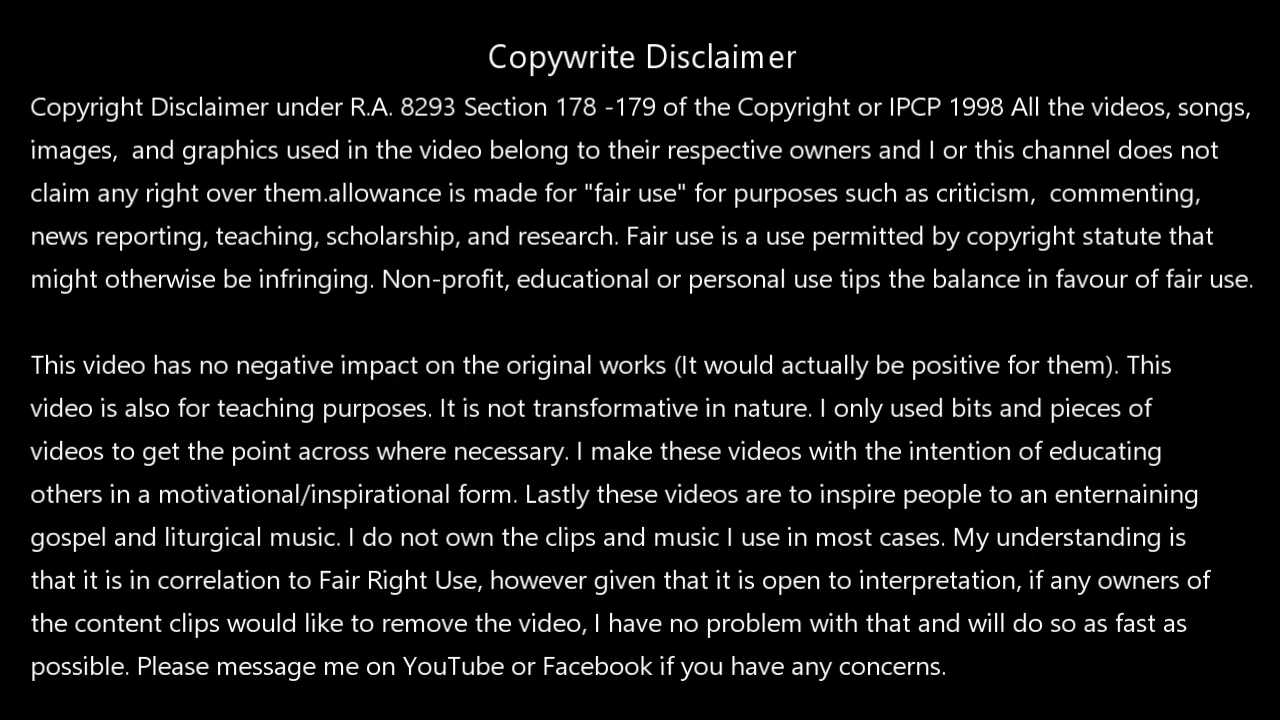 Copywrite Disclaimer
Copyright Disclaimer under R.A. 8293 Section 178 -179 of the Copyright or IPCP 1998 All the videos, songs,
images,  and graphics used in the video belong to their respective owners and I or this channel does not
claim any right over them.allowance is made for "fair use" for purposes such as criticism,  commenting,
news reporting, teaching, scholarship, and research. Fair use is a use permitted by copyright statute that
might otherwise be infringing. Non-profit, educational or personal use tips the balance in favour of fair use.
This video has no negative impact on the original works (It would actually be positive for them). This
video is also for teaching purposes. It is not transformative in nature. I only used bits and pieces of
videos to get the point across where necessary. I make these videos with the intention of educating
others in a motivational/inspirational form. Lastly these videos are to inspire people to an enternaining
gospel and liturgical music. I do not own the clips and music I use in most cases. My understanding is
that it is in correlation to Fair Right Use, however given that it is open to interpretation, if any owners of
the content clips would like to remove the video, I have no problem with that and will do so as fast as
possible. Please message me on YouTube or Facebook if you have any concerns.